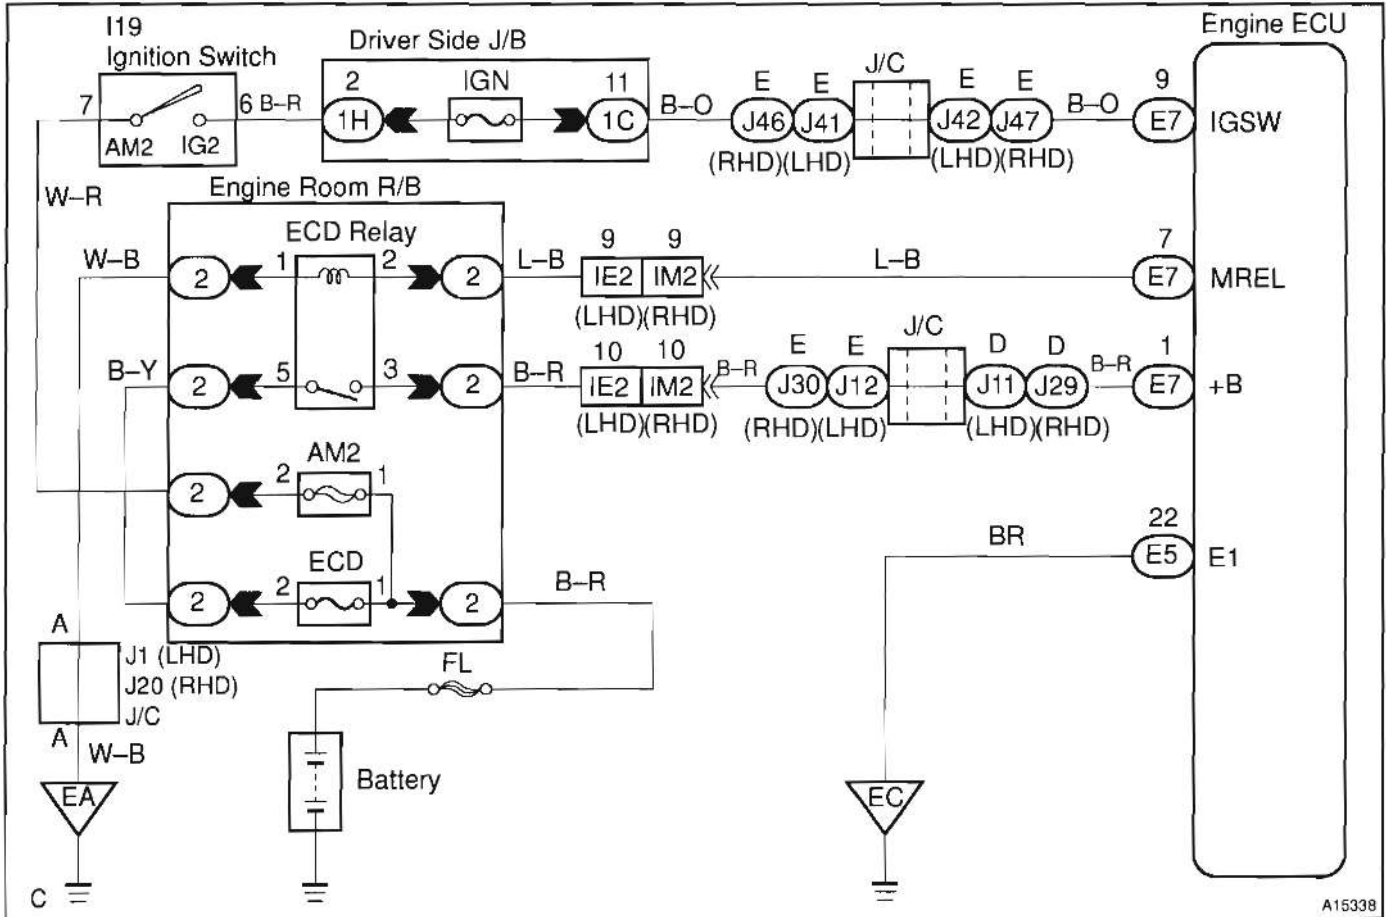 I19
Ignition Switch
Driver Side J/B
Engine ECU
7
AM2
IG2
6
B–R
2
1H
IGN
11
1C
B–O
E
E
J/C
E
E
J46
J41
J42
J47
(RHD)(LHD)
(LHD)(RHD)
B–O
9
E7
IGSW
W–R
Engine Room R/B
ECD Relay
W–B
2
1
2
2
L–B
9
9
IE2
IM2
(LHD)(RHD)
L–B
7
E7
MREL
B–Y
2
5
3
2
B–R
10
10
IE2
IM2
(LHD)(RHD)
B–R
E
E
J/C
D
D
J30
J12
J11
J29
(RHD)(LHD)
(LHD)(RHD)
B–R
1
E7
+B
AM2
2
2
1
ECD
2
2
1
2
B–R
BR
22
E5
E1
A
J1 (LHD)
J20 (RHD)
J/C
A
W–B
FL
Battery
EA
EC
C
A15338